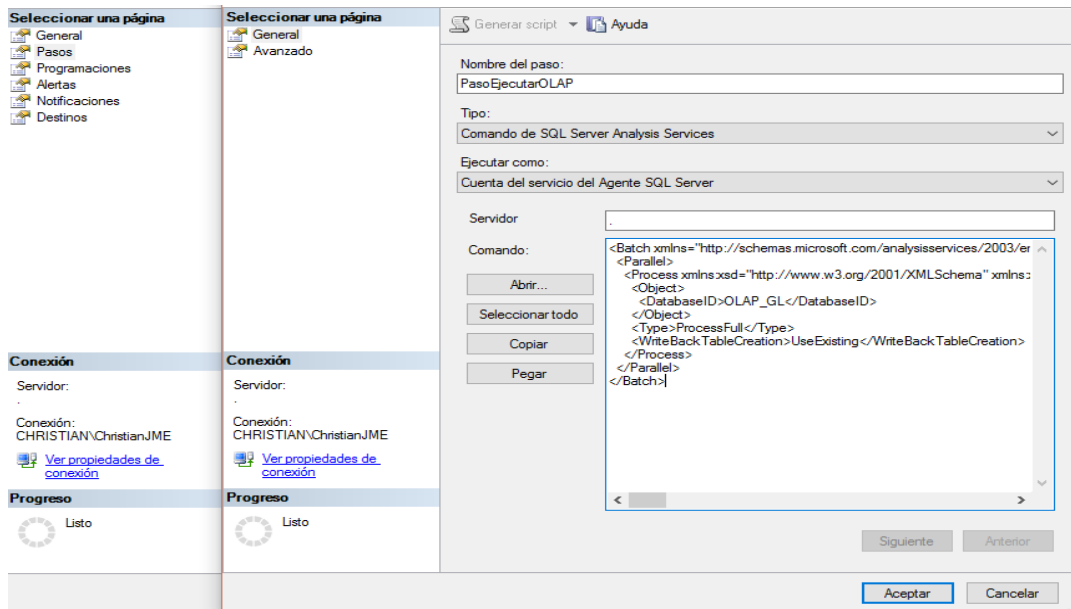 Seleccionar una página
General
Pasos
Programaciones
Alertas
Notificaciones
Destinos
Conexión
Servidor:
.
Conexión:
CHRISTIAN\ChristianJME
Ver propiedades de
conexión
Progreso
Listo
Seleccionar una página
General
Avanzado
Conexión
Servidor:
.
Conexión:
CHRISTIAN\ChristianJME
Ver propiedades de
conexión
Progreso
Listo
Generar script
Ayuda
Nombre del paso:
PasoEjecutarOLAP
Tipo:
Comando de SQL Server Analysis Services
Ejecutar como:
Cuenta del servicio del Agente SQL Server
Servidor
.
Comando:
Abrir...
Seleccionar todo
Copiar
Pegar
<Batch xmlns="http://schemas.microsoft.com/analysisservices/2003/er
<Parallel>
<Process xmlns:xsd="http://www.w3.org/2001/XMLSchema" xmlns:
<Object>
<DatabaseID>OLAP_GL</DatabaseID>
</Object>
<Type>ProcessFull</Type>
<WriteBackTableCreation>UseExisting</WriteBackTableCreation>
</Process>
</Parallel>
</Batch>
Siguiente
Anterior
Aceptar
Cancelar